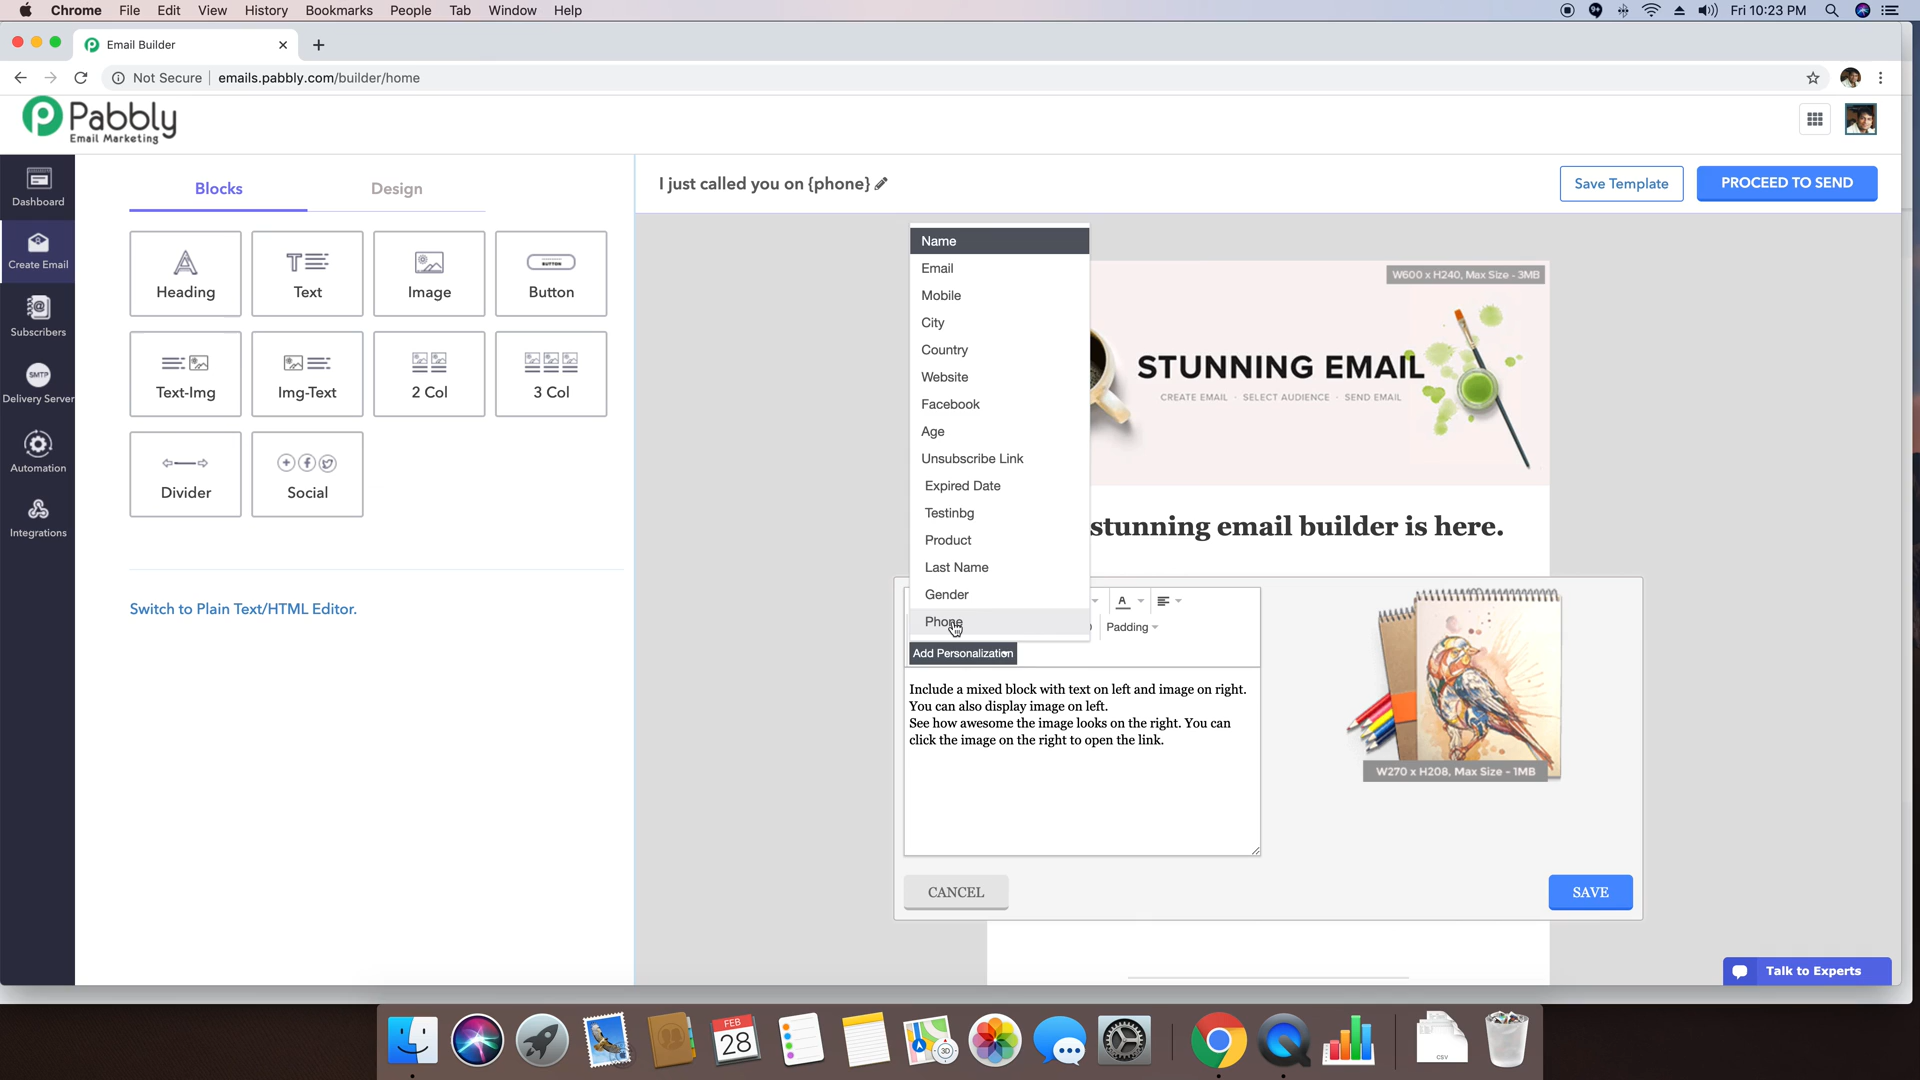 Chrome File Edit View History Bookmarks People Tab Window Help
Fri 10:23 PM
Email Builder
Not Secure emails.pabbly.com/builder/home
Pabbly
Email Marketing
Dashboard
Create Email
Subscribers
SMTP
Delivery Server
Automation
Integrations
Blocks Design
Heading Text Image Button
BUTTON
Text-Img Img-Text 2 Col 3 Col
Divider Social
Switch to Plain Text/HTML Editor.
I just called you on {phone}
Save Template PROCEED TO SEND
Name
Email
Mobile
City
Country
Website
Facebook
Age
Unsubscribe Link
Expired Date
Testinbg
Product
Last Name
Gender
Phone
W600 x H240, Max Size - 3MB
STUNNING EMAIL
CREATE EMAIL · SELECT AUDIENCE · SEND EMAIL
stunning email builder is here.
A
Padding
Add Personalization
Include a mixed block with text on left and image on right.
You can also display image on left.
See how awesome the image looks on the right. You can
click the image on the right to open the link.
W270 x H208, Max Size - 1MB
CANCEL SAVE
Talk to Experts
FEB
28
3D
CSV